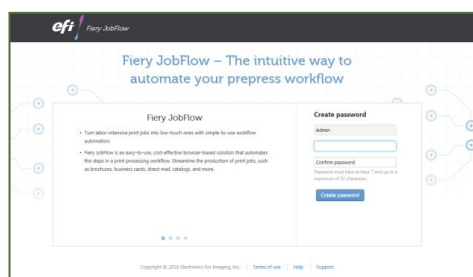 efi Fiery JobFlow
Fiery JobFlow – The intuitive way to
automate your prepress workflow
Fiery JobFlow
• Turn labor-intensive print jobs into low-touch ones with simple-to-use workflow
automation.
• Fiery JobFlow is an easy-to-use, cost-effective browser-based solution that automates
the steps in a print processing workflow. Streamline the production of print jobs, such
as brochures, business cards, direct mail, catalogs, and more.
Create password
Admin
Confirm password
Password must have at least 7 and up to a
maximum of 32 characters.
Create password
Copyright © 2016 Electronics For Imaging, Inc. | Terms of use | Help | Support